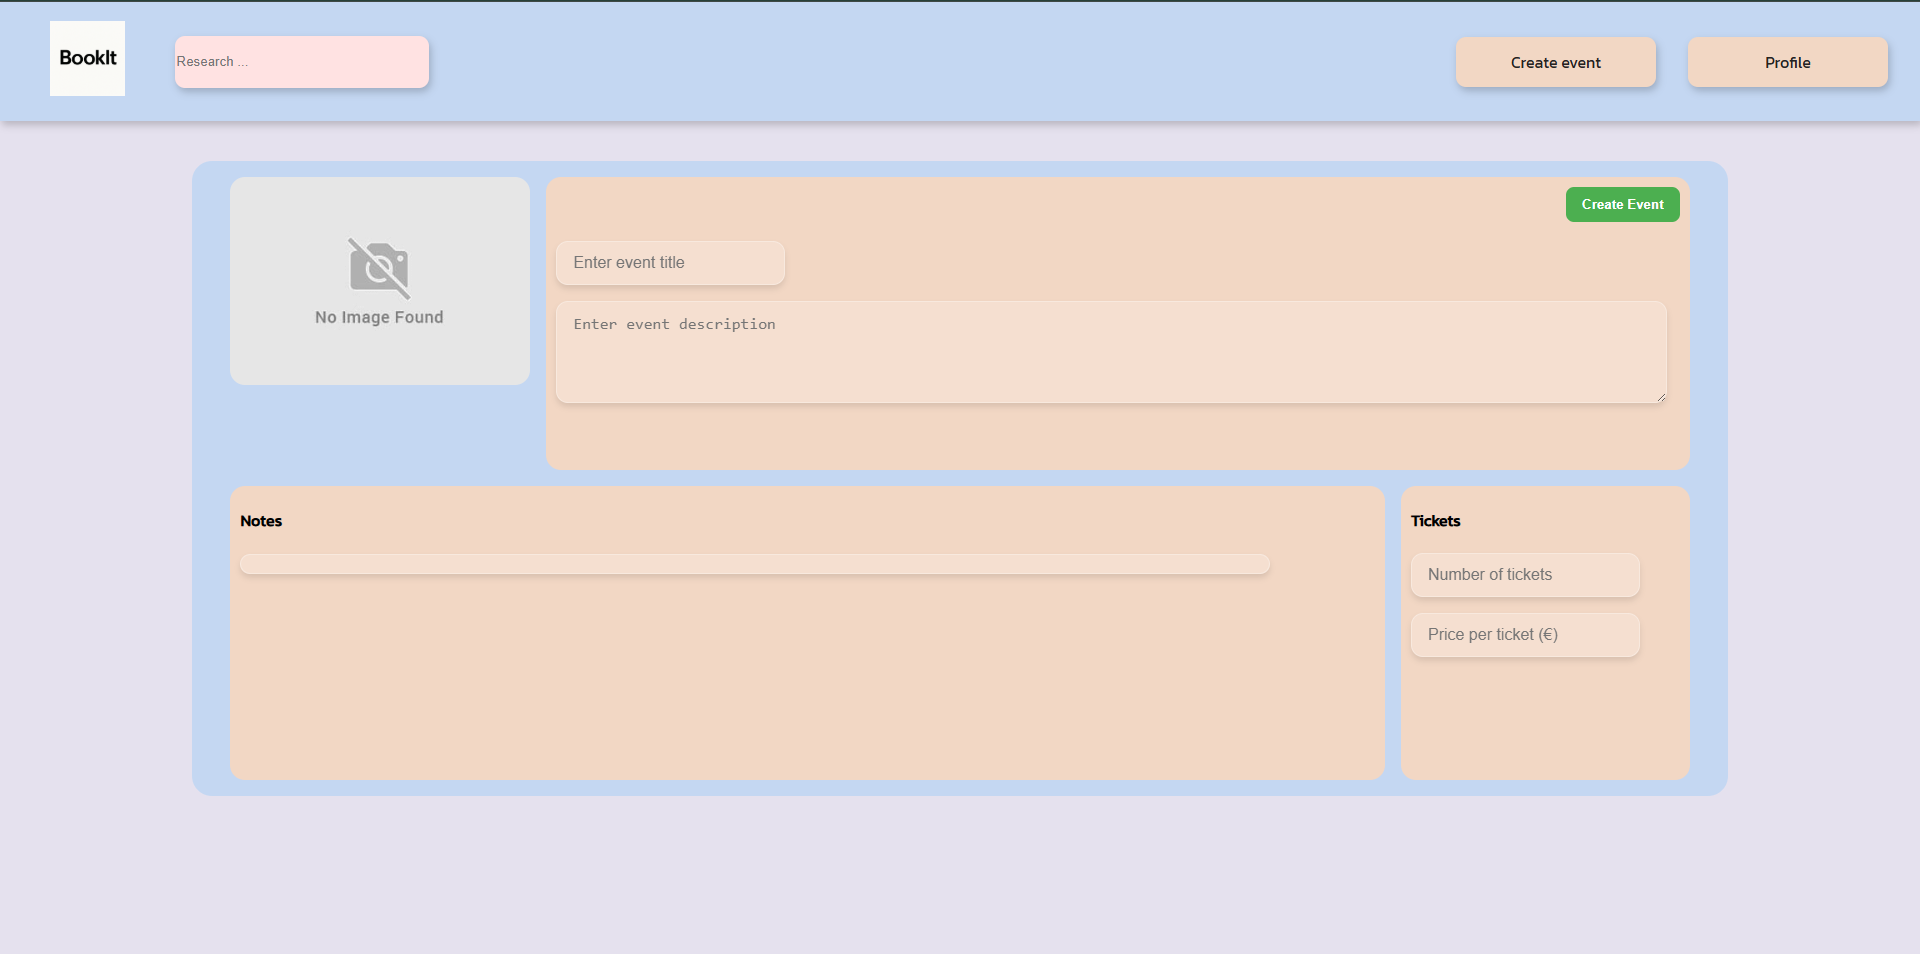 BookIt
Research ...
Create event
Profile
No Image Found
Create Event
Enter event title
Enter event description
Notes
Tickets
Number of tickets
Price per ticket (€)